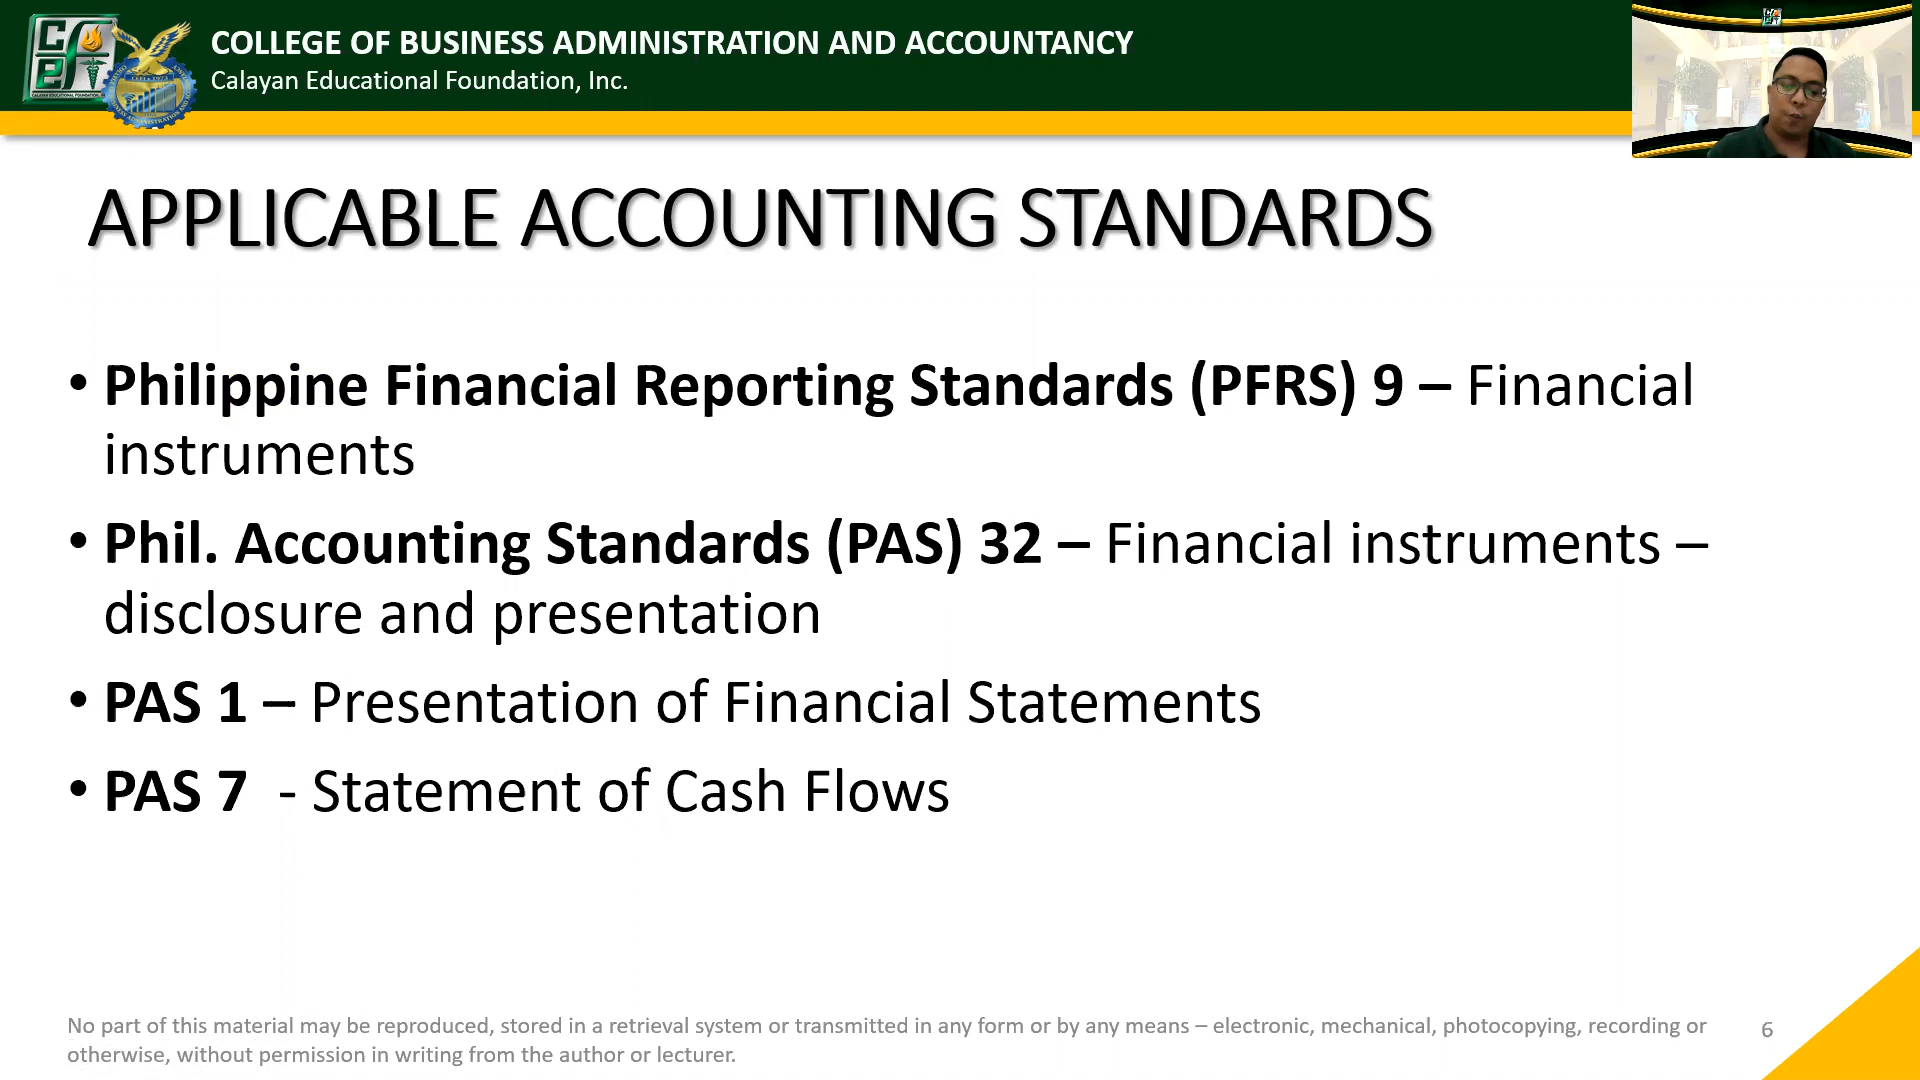 COLLEGE OF BUSINESS ADMINISTRATION AND ACCOUNTANCY
Calayan Educational Foundation, Inc.
APPLICABLE ACCOUNTING STANDARDS
• Philippine Financial Reporting Standards (PFRS) 9 – Financial
instruments
• Phil. Accounting Standards (PAS) 32 – Financial instruments –
disclosure and presentation
• PAS 1 – Presentation of Financial Statements
• PAS 7 - Statement of Cash Flows
No part of this material may be reproduced, stored in a retrieval system or transmitted in any form or by any means – electronic, mechanical, photocopying, recording or
otherwise, without permission in writing from the author or lecturer.
6